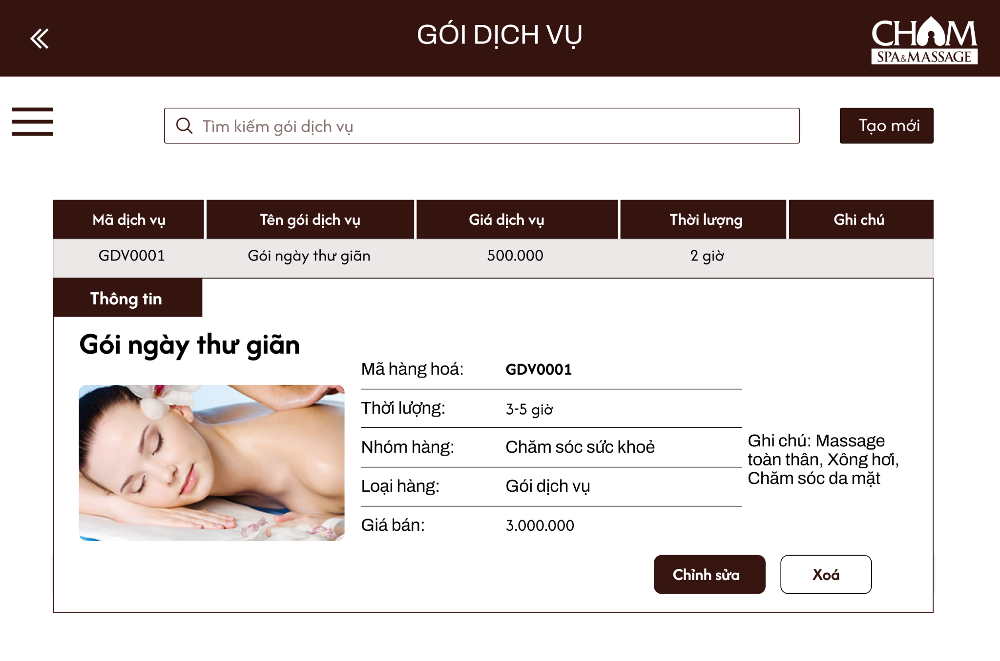 GÓI DỊCH VỤ
CHAM
SPA&MASSAGE
Tìm kiếm gói dịch vụ
Tạo mới
Mã dịch vụ Tên gói dịch vụ Giá dịch vụ Thời lượng Ghi chú
GDV0001 Gói ngày thư giãn 500.000 2 giờ
Thông tin
Gói ngày thư giãn
Mã hàng hoá: GDV0001
Thời lượng: 3-5 giờ
Nhóm hàng: Chăm sóc sức khoẻ
Loại hàng: Gói dịch vụ
Giá bán: 3.000.000
Ghi chú: Massage
toàn thân, Xông hơi,
Chăm sóc da mặt
Chỉnh sửa
Xoá